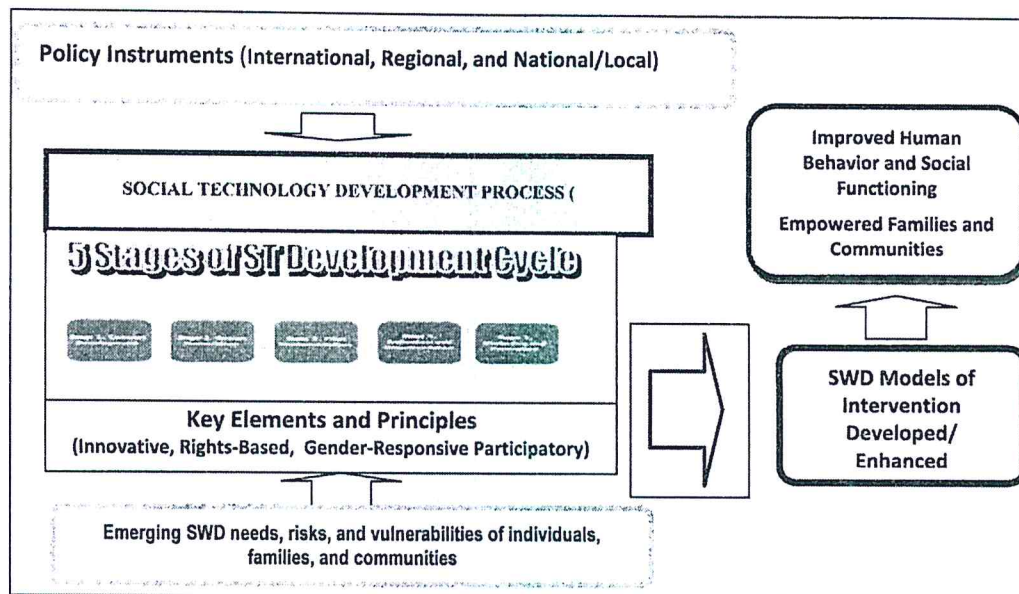 Policy Instruments (International, Regional, and National/Local)
SOCIAL TECHNOLOGY DEVELOPMENT PROCESS (
5 Stages of ST Development Cycle
Key Elements and Principles
(Innovative, Rights-Based, Gender-Responsive Participatory)
Emerging SWD needs, risks, and vulnerabilities of individuals,
families, and communities
Improved Human
Behavior and Social
Functioning
Empowered Families and
Communities
SWD Models of
Intervention
Developed/
Enhanced